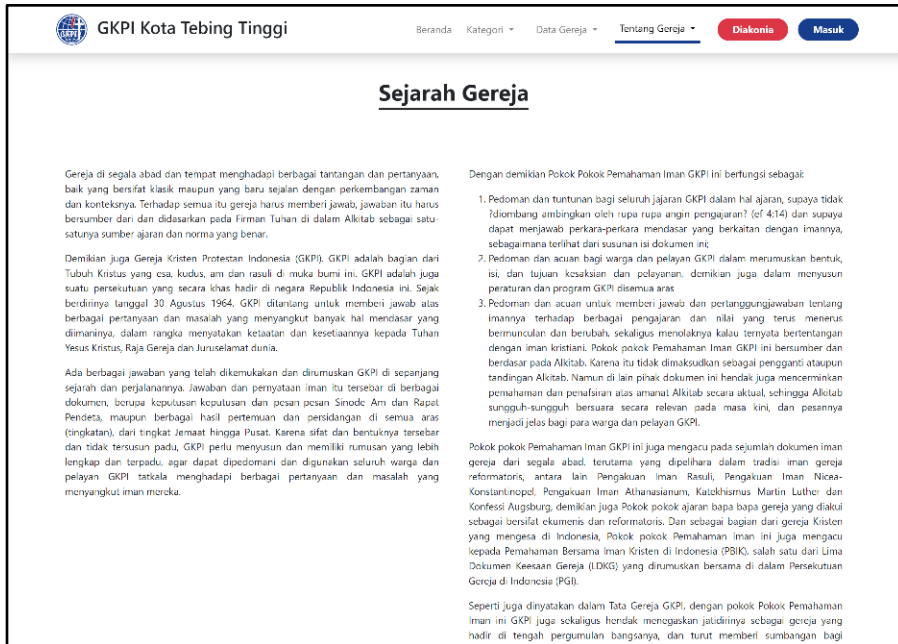 GKPI Kota Tebing Tinggi
Beranda Kategori Data Gereja Tentang Gereja Diakonia Masuk
Sejarah Gereja
Gereja di segala abad dan tempat menghadapi berbagai tantangan dan pertanyaan,
baik yang bersifat klasik maupun yang baru sejalan dengan perkembangan zaman
dan konteksnya. Terhadap semua itu gereja harus memberi jawab, jawaban itu harus
bersumber dari dan didasarkan pada Firman Tuhan di dalam Alkitab sebagai satu-
satunya sumber ajaran dan norma yang benar.
Demikian juga Gereja Kristen Protestan Indonesia (GKPI). GKPI adalah bagian dari
Tubuh Kristus yang esa, kudus, am dan rasuli di muka bumi ini. GKPI adalah juga
suatu persekutuan yang secara khas hadir di negara Republik Indonesia ini. Sejak
berdirinya tanggal 30 Agustus 1964. GKPI ditantang untuk memberi jawab atas
berbagai pertanyaan dan masalah yang menyangkut banyak hal mendasar yang
diimaninya, dalam rangka menyatakan ketaatan dan kesetiaannya kepada Tuhan
Yesus Kristus, Raja Gereja dan Juruselamat dunia.
Ada berbagai jawaban yang telah dikemukakan dan dirumuskan GKPI di sepanjang
sejarah dan perjalanannya. Jawaban dan pernyataan iman itu tersebar di berbagai
dokumen, berupa keputusan keputusan dan pesan pesan Sinode Am dan Rapat
Pendeta, maupun berbagai hasil pertemuan dan persidangan di semua aras
(tingkatan), dari tingkat Jemaat hingga Pusat. Karena sifat dan bentuknya tersebar
dan tidak tersusun padu, GKPI perlu menyusun dan memiliki rumusan yang lebih
lengkap dan terpadu, agar dapat dipedomani dan digunakan seluruh warga dan
pelayan GKPI tatkala menghadapi berbagai pertanyaan dan masalah yang
menyangkut iman mereka.
Dengan demikian Pokok Pokok Pemahaman Iman GKPI ini berfungsi sebagai:
1. Pedoman dan tuntunan bagi seluruh jajaran GKPI dalam hal ajaran, supaya tidak
?diombang ambingkan oleh rupa rupa angin pengajaran? (ef 4:14) dan supaya
dapat menjawab perkara-perkara mendasar yang berkaitan dengan imannya,
sebagaimana terlihat dari susunan isi dokumen ini;
2. Pedoman dan acuan bagi warga dan pelayan GKPI dalam merumuskan bentuk,
isi, dan tujuan kesaksian dan pelayanan, demikian juga dalam menyusun
peraturan dan program GKPI disemua aras
3. Pedoman dan acuan untuk memberi jawab dan pertanggungjawaban tentang
imannya terhadap berbagai pengajaran dan nilai yang terus menerus
bermunculan dan berubah, sekaligus menolaknya kalau ternyata bertentangan
dengan iman kristiani. Pokok pokok Pemahaman Iman GKPI ini bersumber dan
berdasar pada Alkitab. Karena itu tidak dimaksudkan sebagai pengganti ataupun
tandingan Alkitab. Namun di lain pihak dokumen ini hendak juga mencerminkan
pemahaman dan penafsiran atas amanat Alkitab secara aktual, sehingga Alkitab
sungguh-sungguh bersuara secara relevan pada masa kini, dan pesannya
menjadi jelas bagi para warga dan pelayan GKPI.
Pokok pokok Pemahaman Iman GKPI ini juga mengacu pada sejumlah dokumen iman
gereja dari segala abad, terutama yang dipelihara dalam tradisi iman gereja
reformatoris, antara lain Pengakuan Iman Rasuli, Pengakuan Iman Nicea-
Konstantinopel, Pengakuan Iman Athanasianum, Katekhismus Martin Luther dan
Konfessi Augsburg, demikian juga Pokok pokok ajaran bapa bapa gereja yang diakui
sebagai bersifat ekumenis dan reformatoris. Dan sebagai bagian dari gereja Kristen
yang mengesa di Indonesia, Pokok pokok Pemahaman Iman ini juga mengacu
kepada Pemahaman Bersama Iman Kristen di Indonesia (PBIK), salah satu dari Lima
Dokumen Keesaan Gereja (LDKG) yang dirumuskan bersama di dalam Persekutuan
Gereja di Indonesia (PGI).
Seperti juga dinyatakan dalam Tata Gereja GKPI, dengan pokok Pokok Pemahaman
Iman ini GKPI juga sekaligus hendak menegaskan jatidirinya sebagai gereja yang
hadir di tengah pergumulan bangsanya, dan turut memberi sumbangan bagi